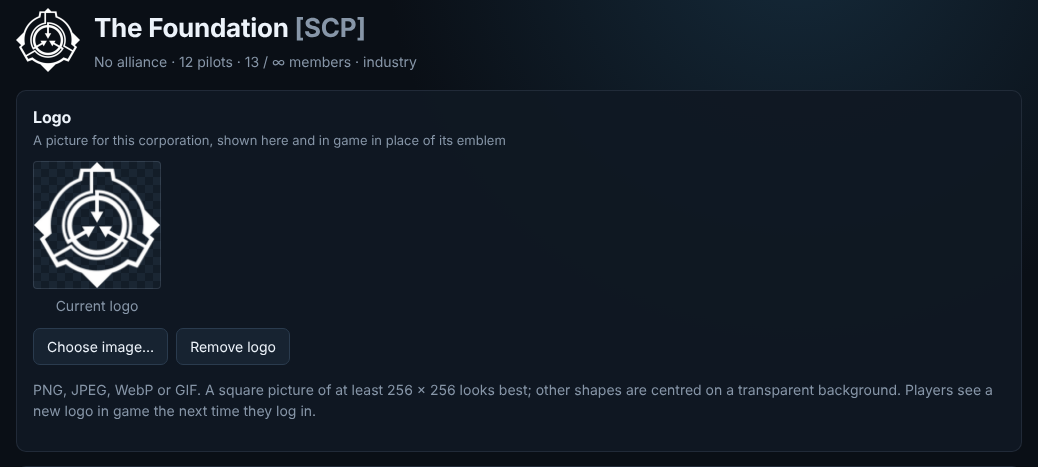 The Foundation [SCP]
No alliance · 12 pilots · 13 / ∞ members · industry
Logo
A picture for this corporation, shown here and in game in place of its emblem
Current logo
Choose image...
Remove logo
PNG, JPEG, WebP or GIF. A square picture of at least 256 × 256 looks best; other shapes are centred on a transparent background. Players see a
new logo in game the next time they log in.